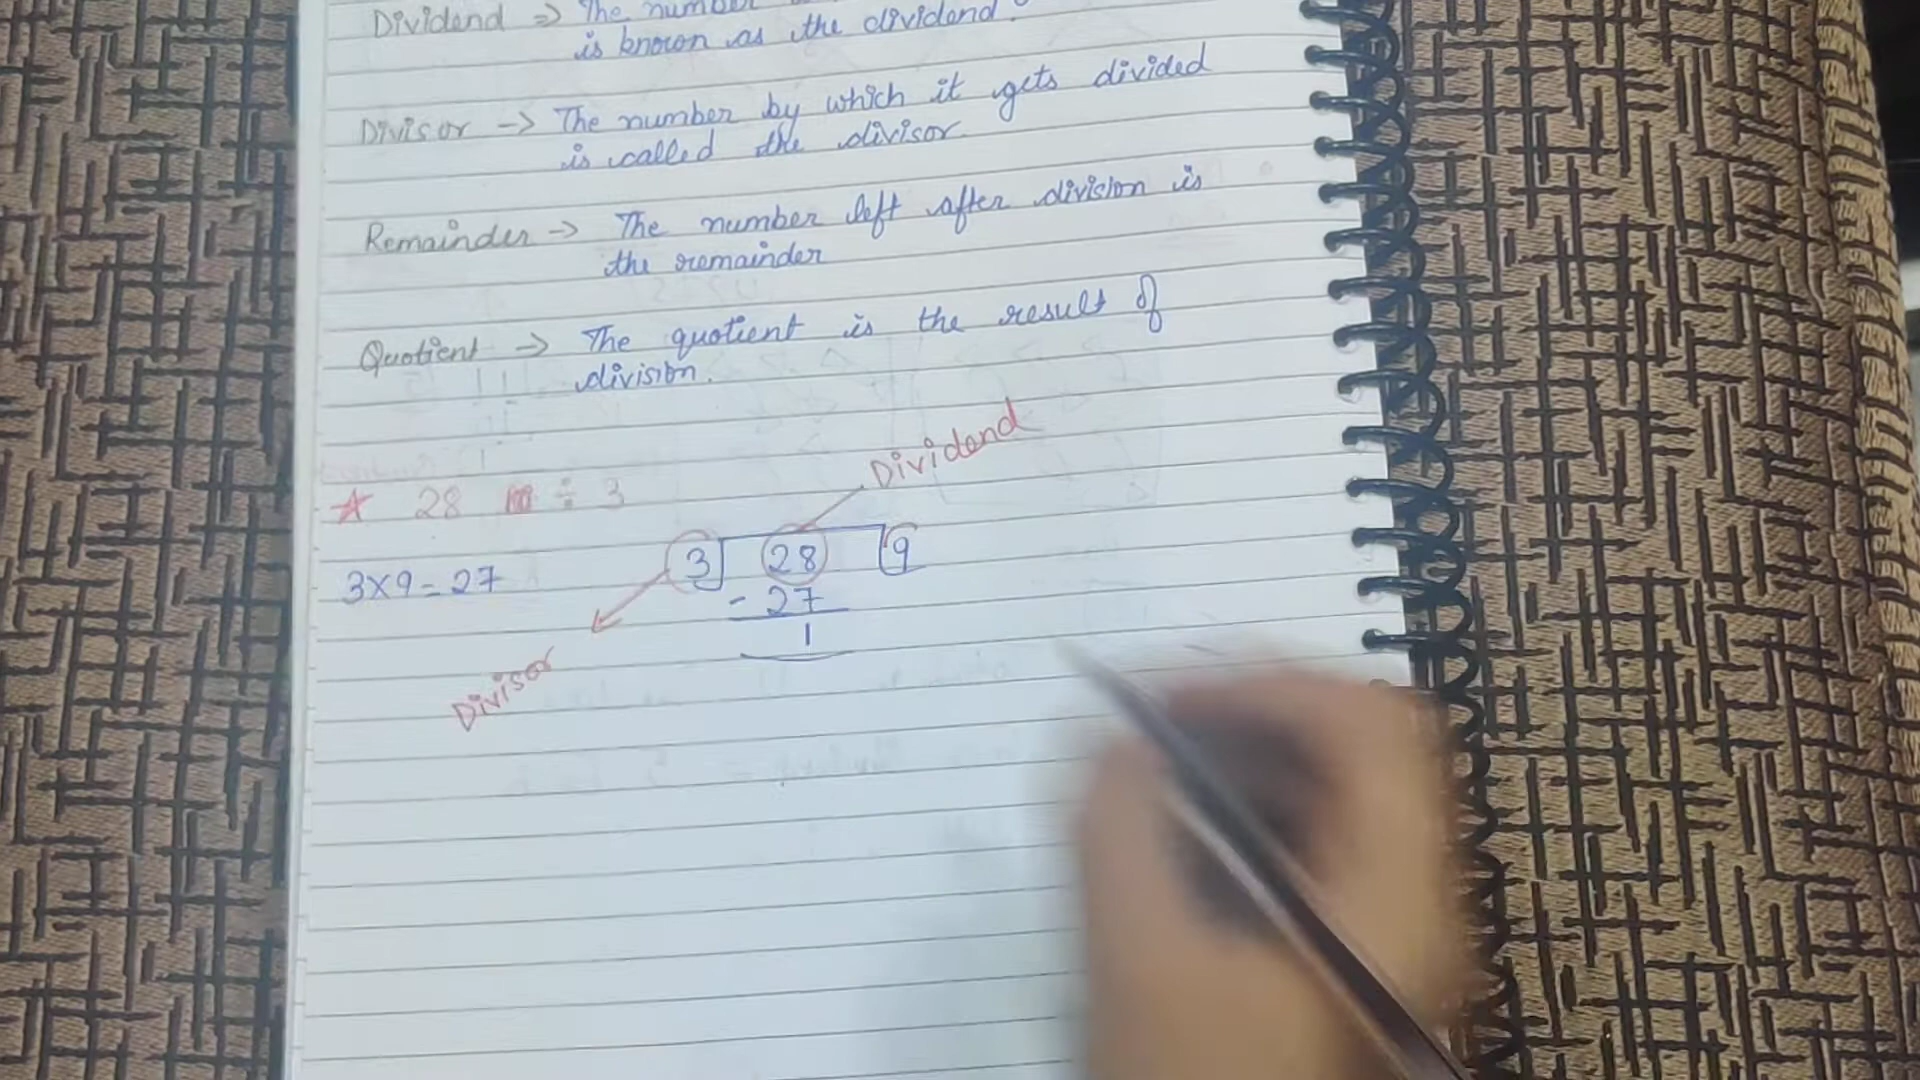 Dividend => The number
is known as the dividend.
Divisor -> The number by which it gets divided
is called the divisor.
Remainder -> The number left after division is
the remainder
Quotient -> The quotient is the result of
division.
Dividend
☆ 28 ÷ 3
3 28 9
3×9=27
- 27
1
Divisor